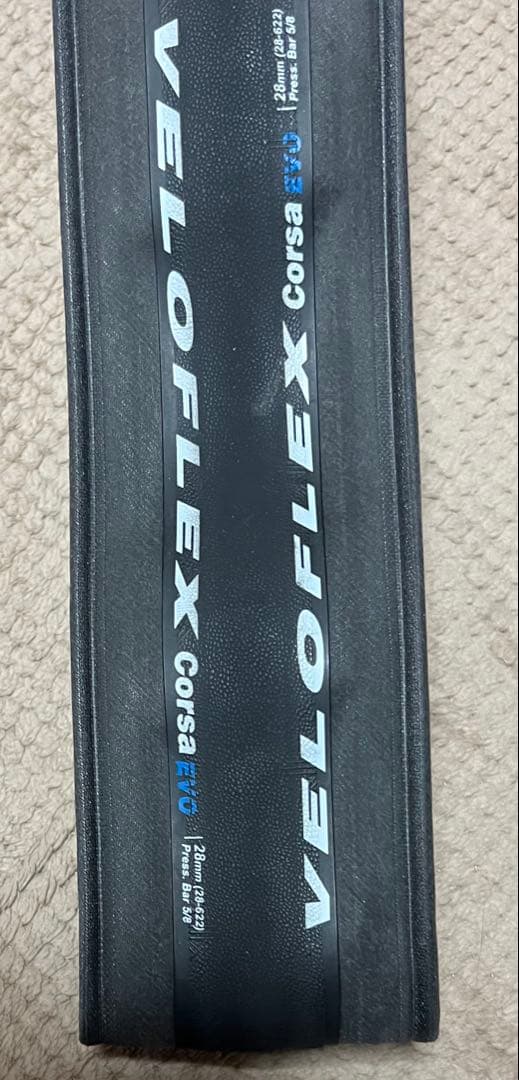 VELOFLEX Corsa EVO
28mm (28-622)
Press. Bar 5/8
VELOFLEX Corsa EVO
28mm (28-622)
Press. Bar 5/8